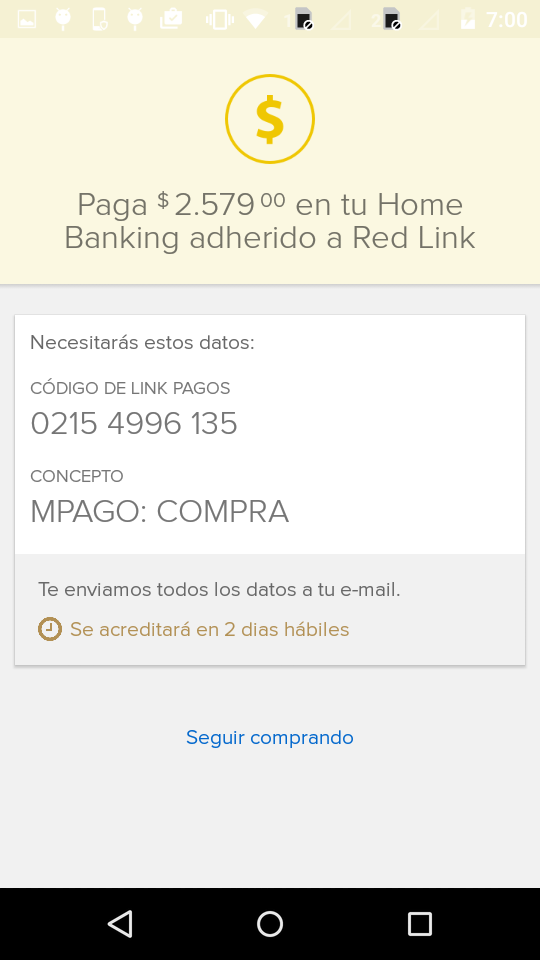 7:00
$
Paga $ 2.579 00 en tu Home
Banking adherido a Red Link
Necesitarás estos datos:
CÓDIGO DE LINK PAGOS
0215 4996 135
CONCEPTO
MPAGO: COMPRA
Te enviamos todos los datos a tu e-mail.
Se acreditará en 2 dias hábiles
Seguir comprando